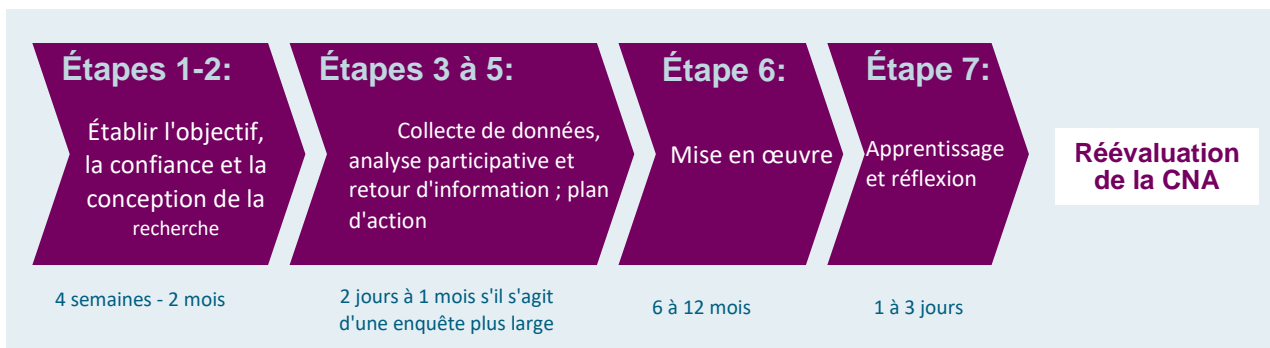 Étapes 1-2:
Établir l'objectif,
la confiance et la
conception de la
recherche
4 semaines - 2 mois
Étapes 3 à 5:
Collecte de données,
analyse participative et
retour d'information ; plan
d'action
2 jours à 1 mois s'il s'agit
d'une enquête plus large
Étape 6:
Mise en œuvre
6 à 12 mois
Étape 7:
Apprentissage
et réflexion
1 à 3 jours
Réévaluation
de la CNA